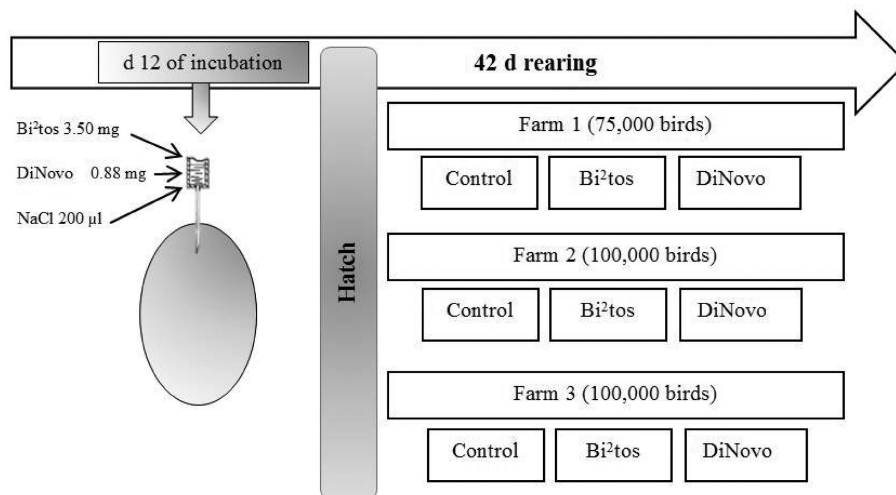 d 12 of incubation
42 d rearing
Bi²tos 3.50 mg
DiNovo 0.88 mg
NaCl 200 µl
Hatch
Farm 1 (75,000 birds)
Control Bi²tos DiNovo
Farm 2 (100,000 birds)
Control Bi²tos DiNovo
Farm 3 (100,000 birds)
Control Bi²tos DiNovo